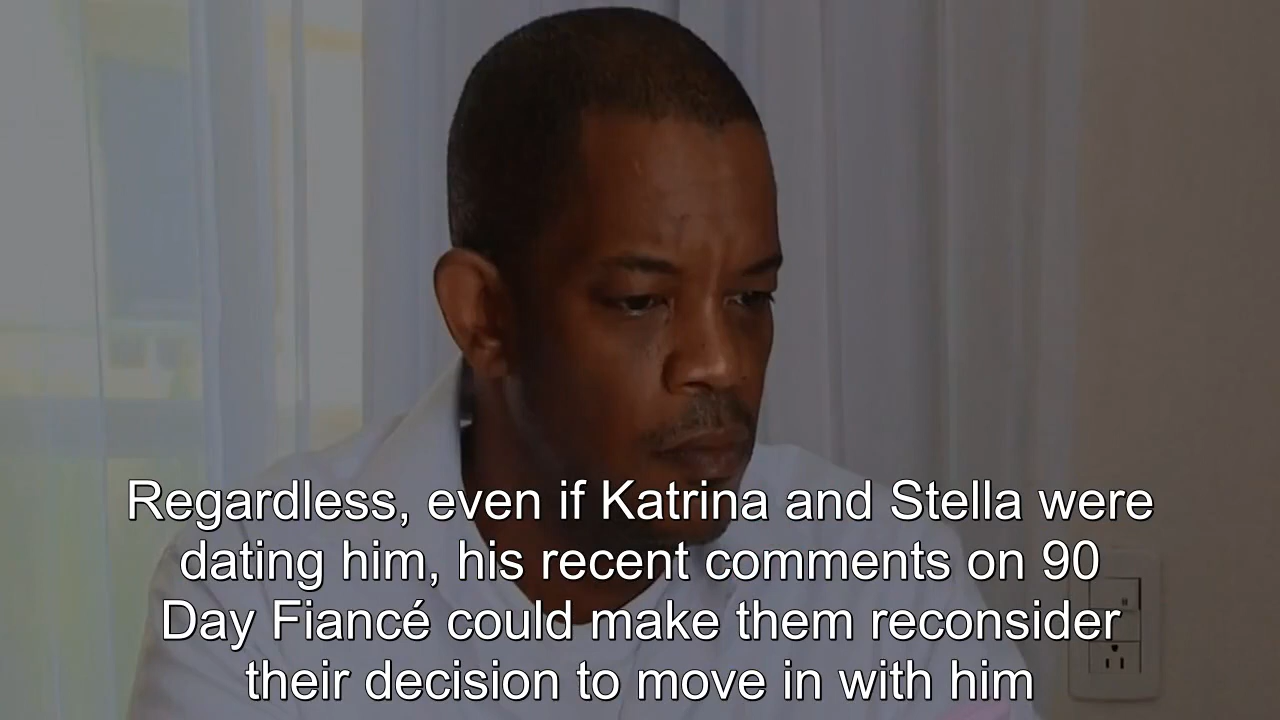 Regardless, even if Katrina and Stella were
dating him, his recent comments on 90
Day Fiancé could make them reconsider
their decision to move in with him